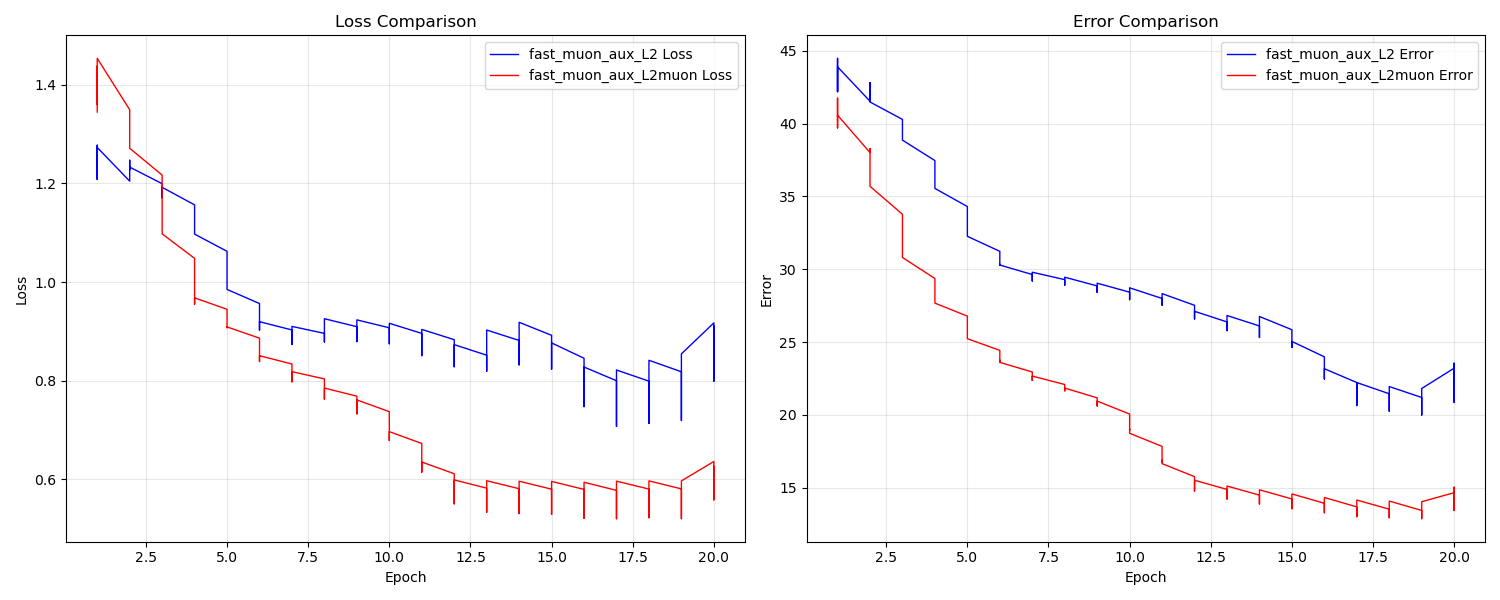 Loss Comparison
fast_muon_aux_L2 Loss
fast_muon_aux_L2muon Loss
1.4
1.2
1.0
0.8
0.6
Loss
2.5 5.0 7.5 10.0 12.5 15.0 17.5 20.0
Epoch
Error Comparison
fast_muon_aux_L2 Error
fast_muon_aux_L2muon Error
45
40
35
30
25
20
15
Error
2.5 5.0 7.5 10.0 12.5 15.0 17.5 20.0
Epoch